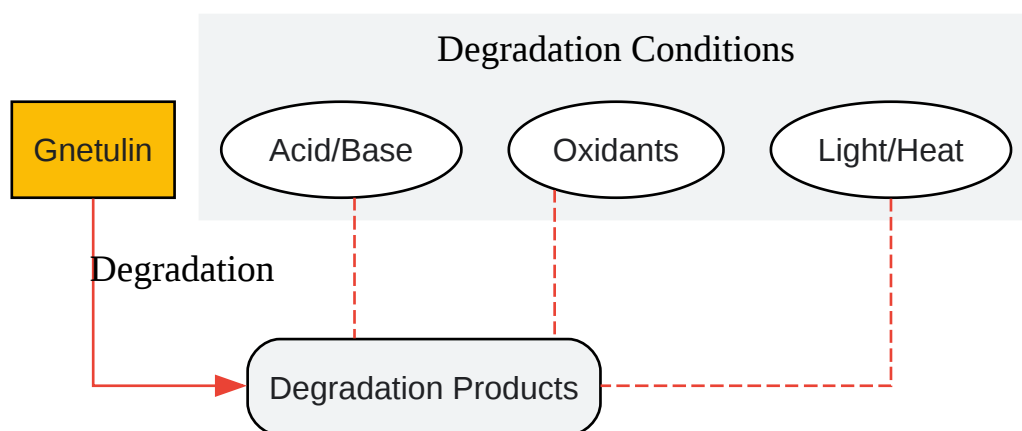 Degradation Conditions
Gnetulin
Acid/Base
Oxidants
Light/Heat
Degradation
Degradation Products